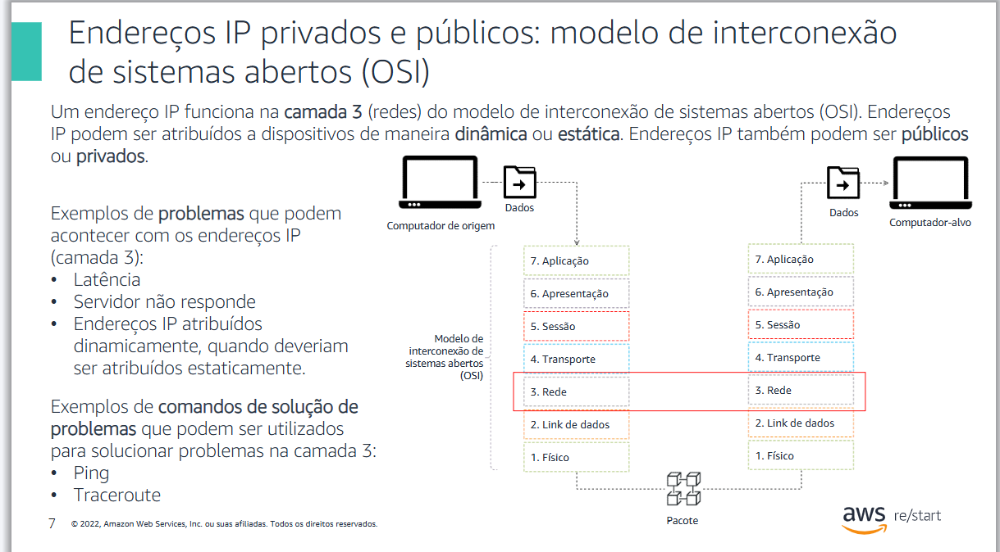 Endereços IP privados e públicos: modelo de interconexão
de sistemas abertos (OSI)
Um endereço IP funciona na camada 3 (redes) do modelo de interconexão de sistemas abertos (OSI). Endereços
IP podem ser atribuídos a dispositivos de maneira dinâmica ou estática. Endereços IP também podem ser públicos
ou privados.
Exemplos de problemas que podem
acontecer com os endereços IP
(camada 3):
• Latência
• Servidor não responde
• Endereços IP atribuídos
dinamicamente, quando deveriam
ser atribuídos estaticamente.
Exemplos de comandos de solução de
problemas que podem ser utilizados
para solucionar problemas na camada 3:
• Ping
• Traceroute
Computador de origem
Dados
Modelo de
interconexão de
sistemas abertos
(OSI)
7. Aplicação
6. Apresentação
5. Sessão
4. Transporte
3. Rede
2. Link de dados
1. Físico
Pacote
Dados
Computador-alvo
7. Aplicação
6. Apresentação
5. Sessão
4. Transporte
3. Rede
2. Link de dados
1. Físico
7 © 2022, Amazon Web Services, Inc. ou suas afiliadas. Todos os direitos reservados.
aws re/start